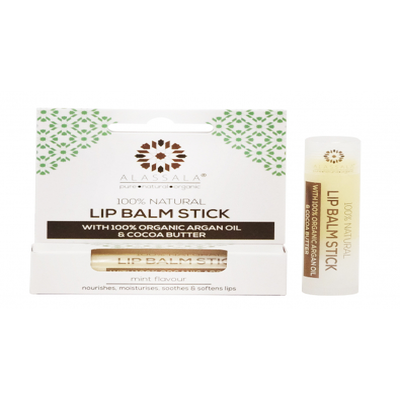 ALASSALA
pure•natural•organic
100% NATURAL
LIP BALM STICK
WITH 100% ORGANIC ARGAN OIL
& COCOA BUTTER
LIP BALM STICK
mint flavour
nourishes, moisturises, soothes & softens lips.
100% NATURAL
LIP BALM STICK
WITH 100% ORGANIC ARGAN OIL
& COCOA BUTTER